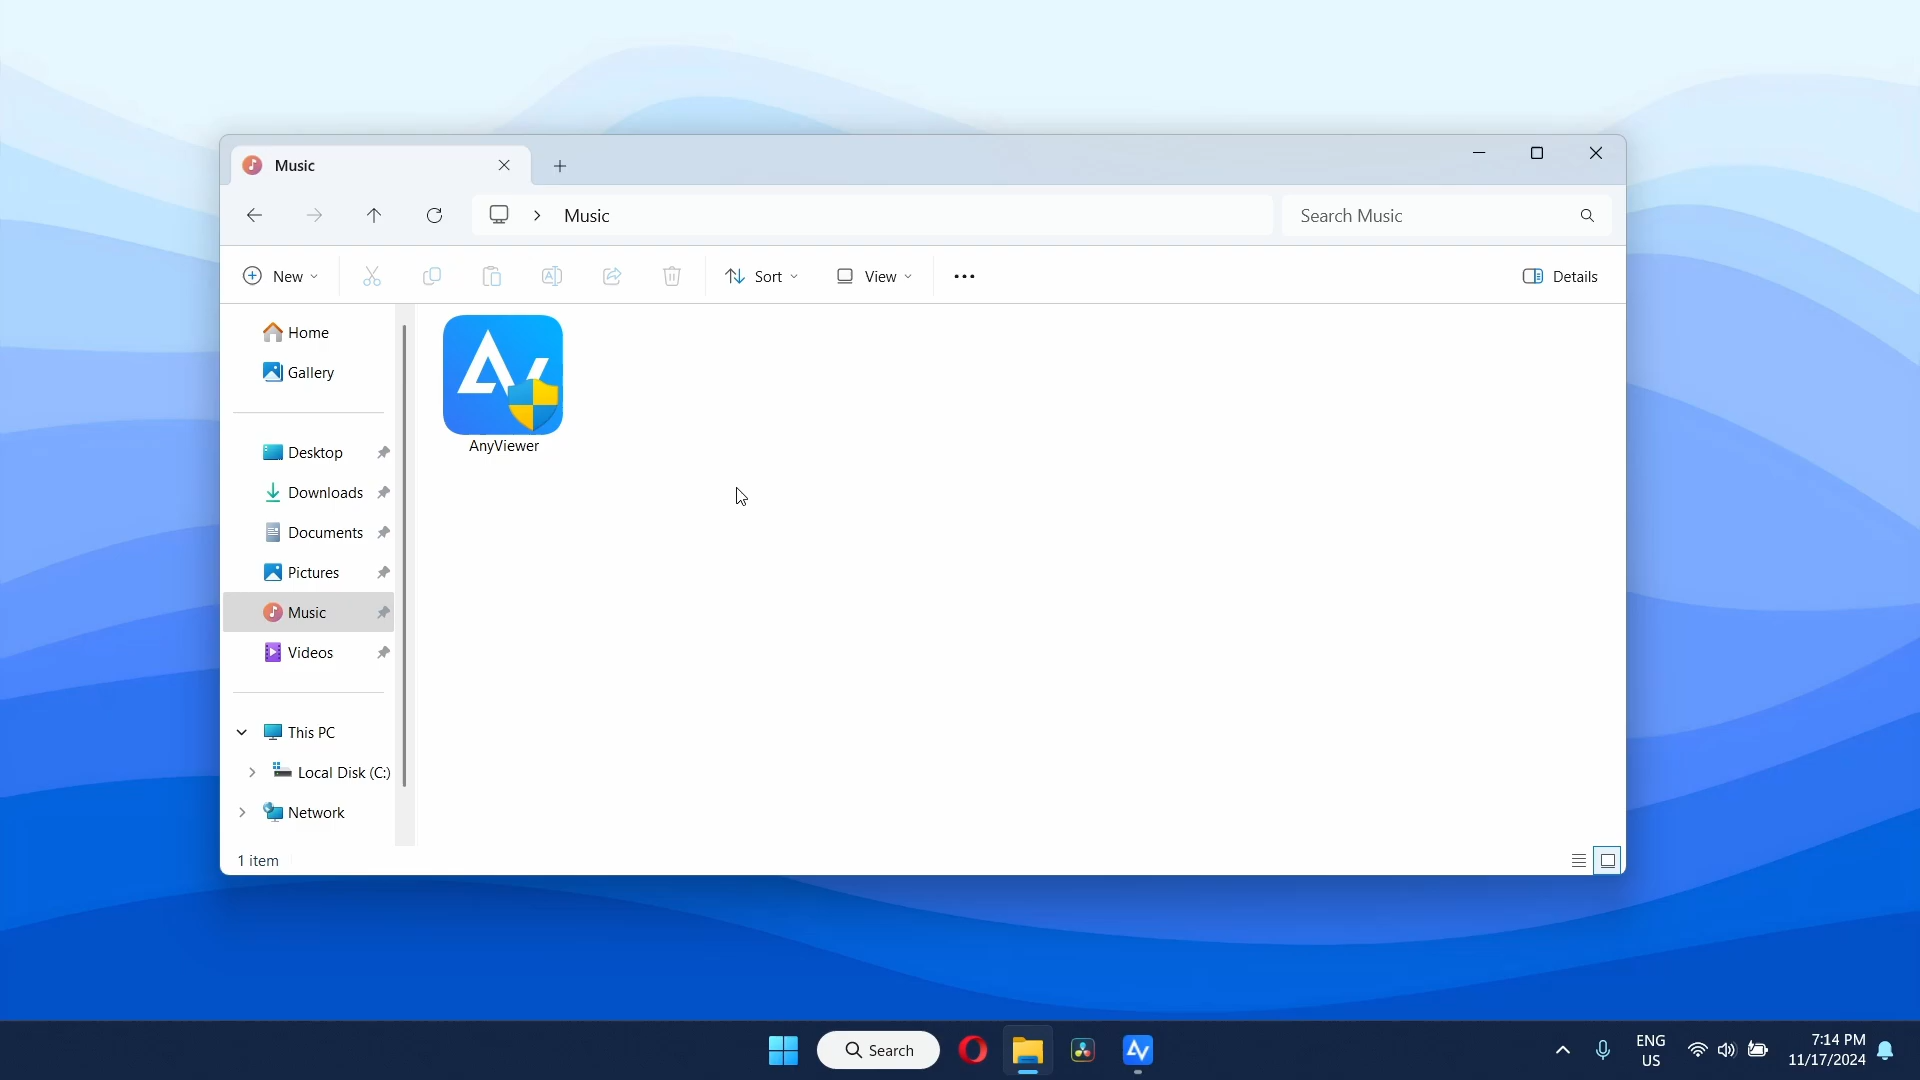 Music
Music
Search Music
New
Sort
View
Details
Home
Gallery
Desktop
Downloads
Documents
Pictures
Music
Videos
This PC
Local Disk (C:)
Network
AnyViewer
1 item
Search
ENG
US
7:14 PM
11/17/2024